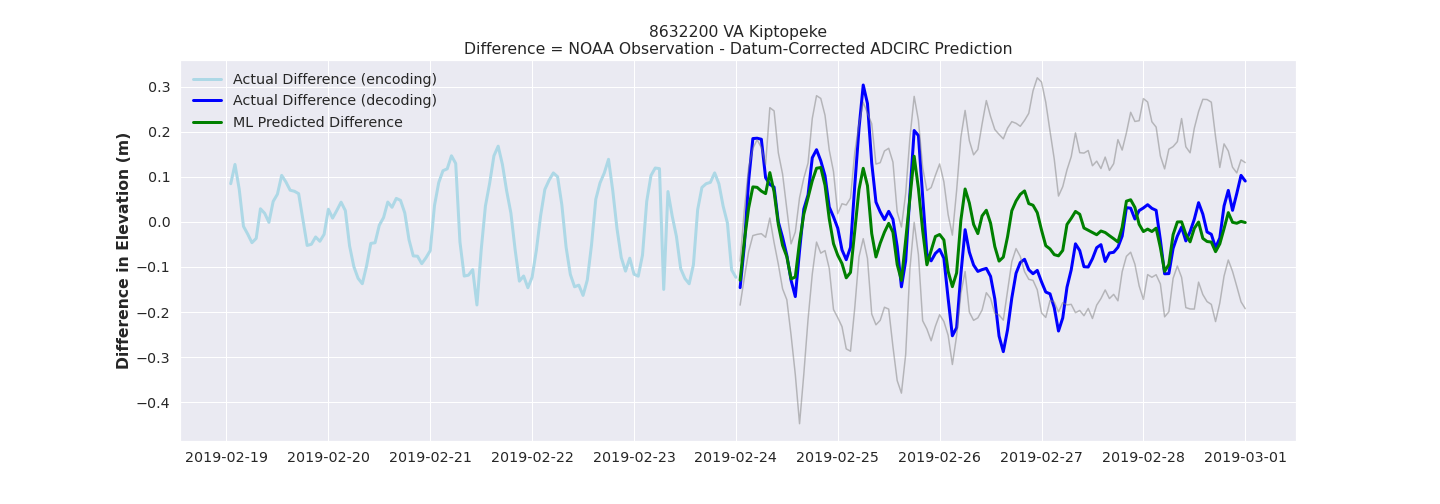 8632200 VA Kiptopeke
Difference = NOAA Observation - Datum-Corrected ADCIRC Prediction
Actual Difference (encoding)
Actual Difference (decoding)
ML Predicted Difference
Difference in Elevation (m)
0.3
0.2
0.1
0.0
−0.1
−0.2
−0.3
−0.4
2019-02-19 2019-02-20 2019-02-21 2019-02-22 2019-02-23 2019-02-24 2019-02-25 2019-02-26 2019-02-27 2019-02-28 2019-03-01